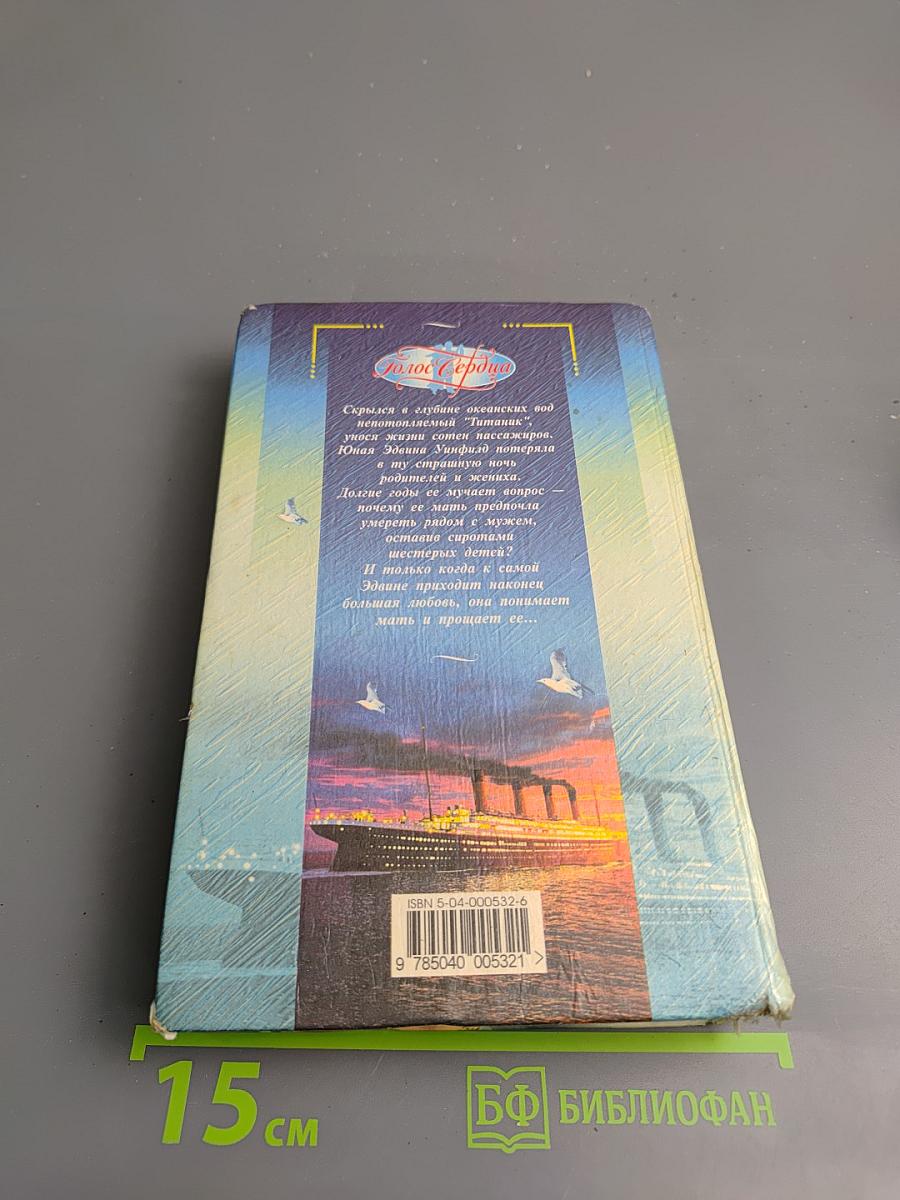 Голос Сердца
Скрылся в глубине океанских вод
непотопляемый "Титаник",
унося жизни сотен пассажиров.
Юная Эдвина Уинфилд потеряла
в ту страшную ночь
родителей и жениха.
Долгие годы ее мучает вопрос —
почему ее мать предпочла
умереть рядом с мужем,
оставив сиротами
шестерых детей?
И только когда к самой
Эдвине приходит наконец
большая любовь, она понимает
мать и прощает ее...
ISBN 5-04-000532-6
9 785040 005321 >
15 см
БФ БИБЛИОФАН